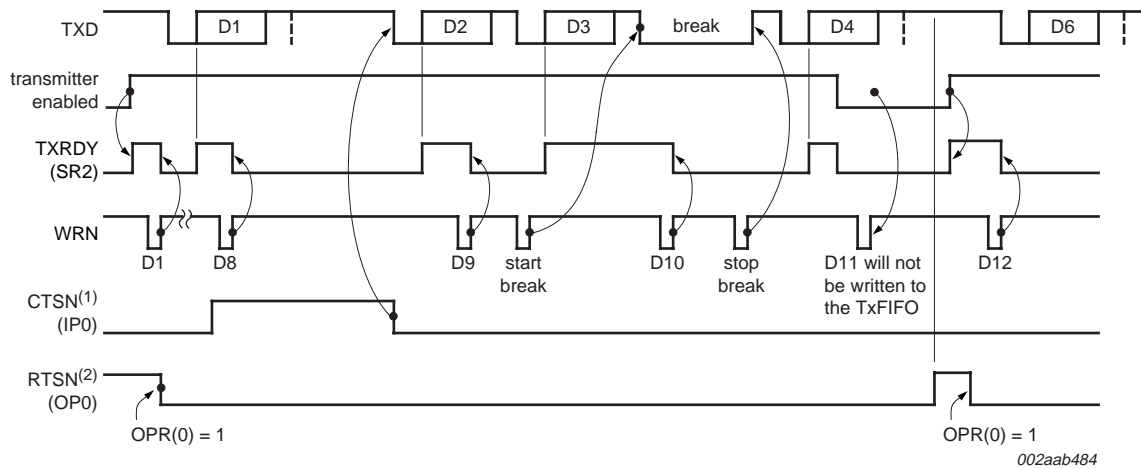 TXD
D1
D2
D3
break
D4
D6
transmitter
enabled
TXRDY
(SR2)
WRN
D1
D8
D9
start
break
D10
stop
break
D11 will not
be written to
the TxFIFO
D12
CTSN(1)
(IP0)
RTSN(2)
(OP0)
OPR(0) = 1
OPR(0) = 1
002aab484